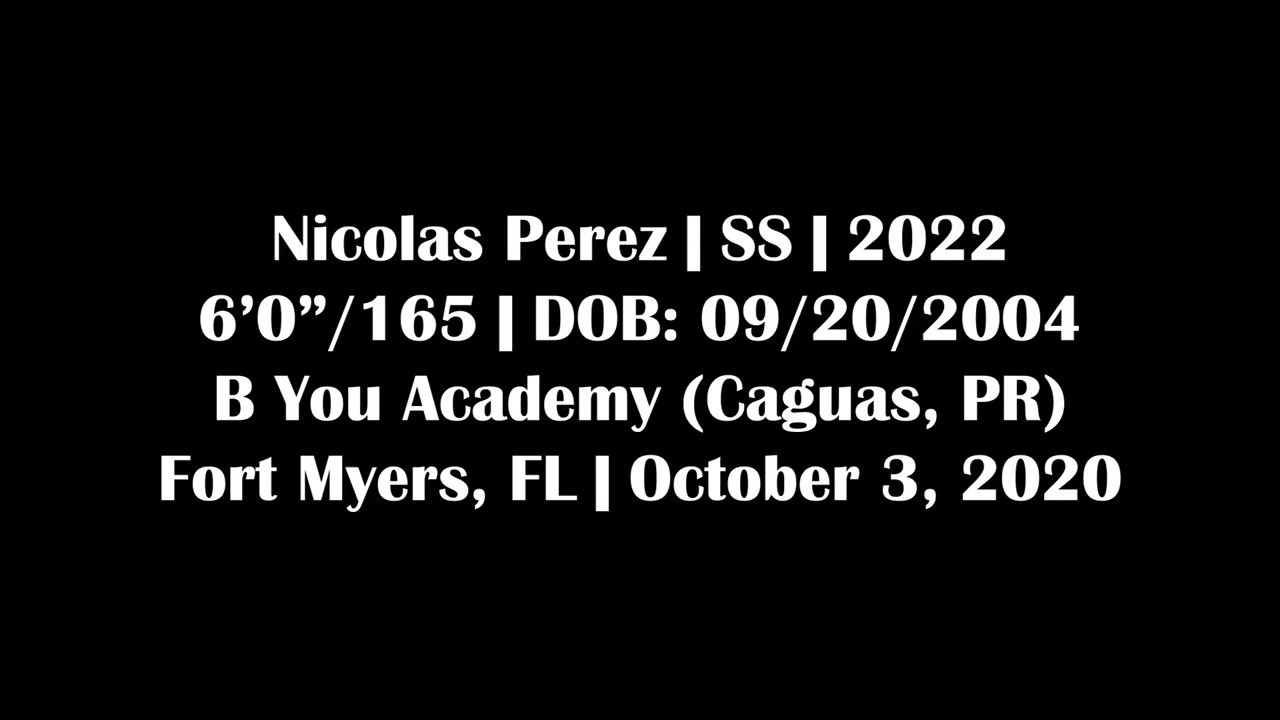 Nicolas Perez | SS | 2022
6’0”/165 | DOB: 09/20/2004
B You Academy (Caguas, PR)
Fort Myers, FL | October 3, 2020